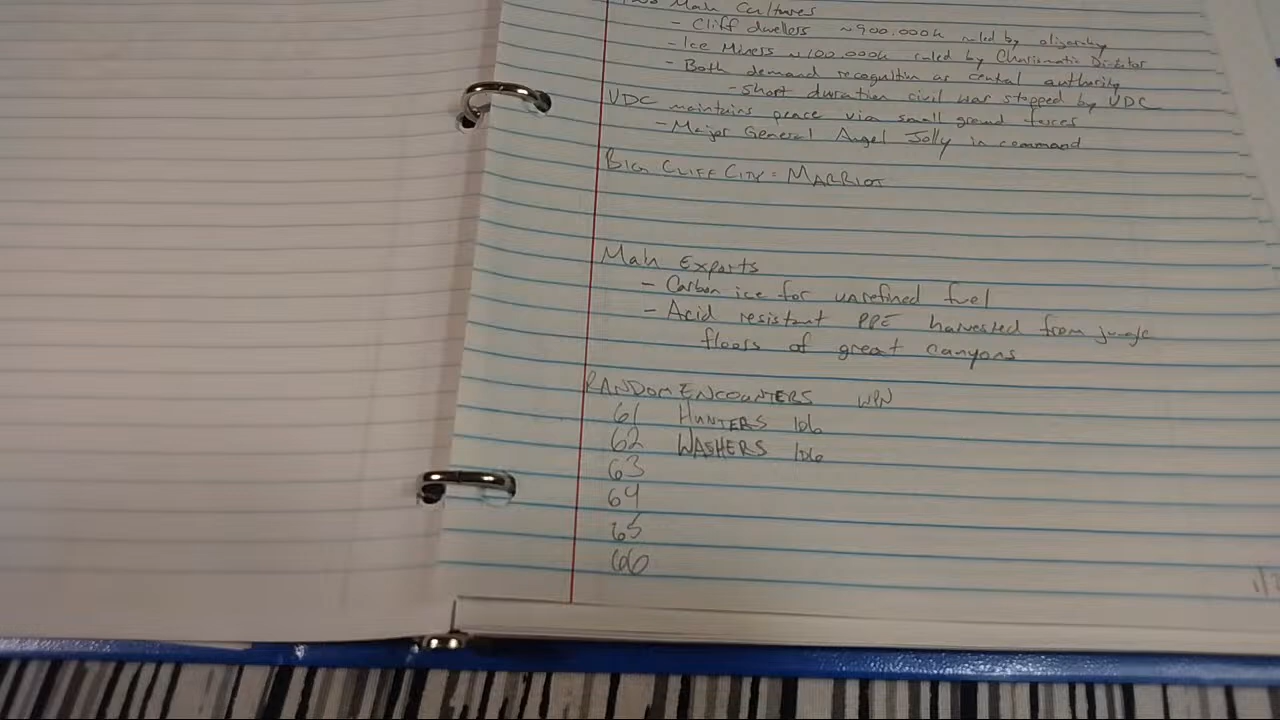 Two Main Cultures
- Cliff dwellers ~900,000k ruled by oligarchy
- Ice Miners ~100,000k ruled by Charismatic Dictator
- Both demand recognition as central authority
- short duration civil war stopped by UDC
UDC maintains peace via small ground forces
- Major General Angel Jolly in command
BIG CLIFF CITY = MARRIOT
Main Exports
- Carbon ice for unrefined fuel
- Acid resistant PPE harvested from jungle
floors of great canyons
RANDOM ENCOUNTERS WPN
61 HUNTERS 1D6
62 WASHERS 1D6
63
64
65
66